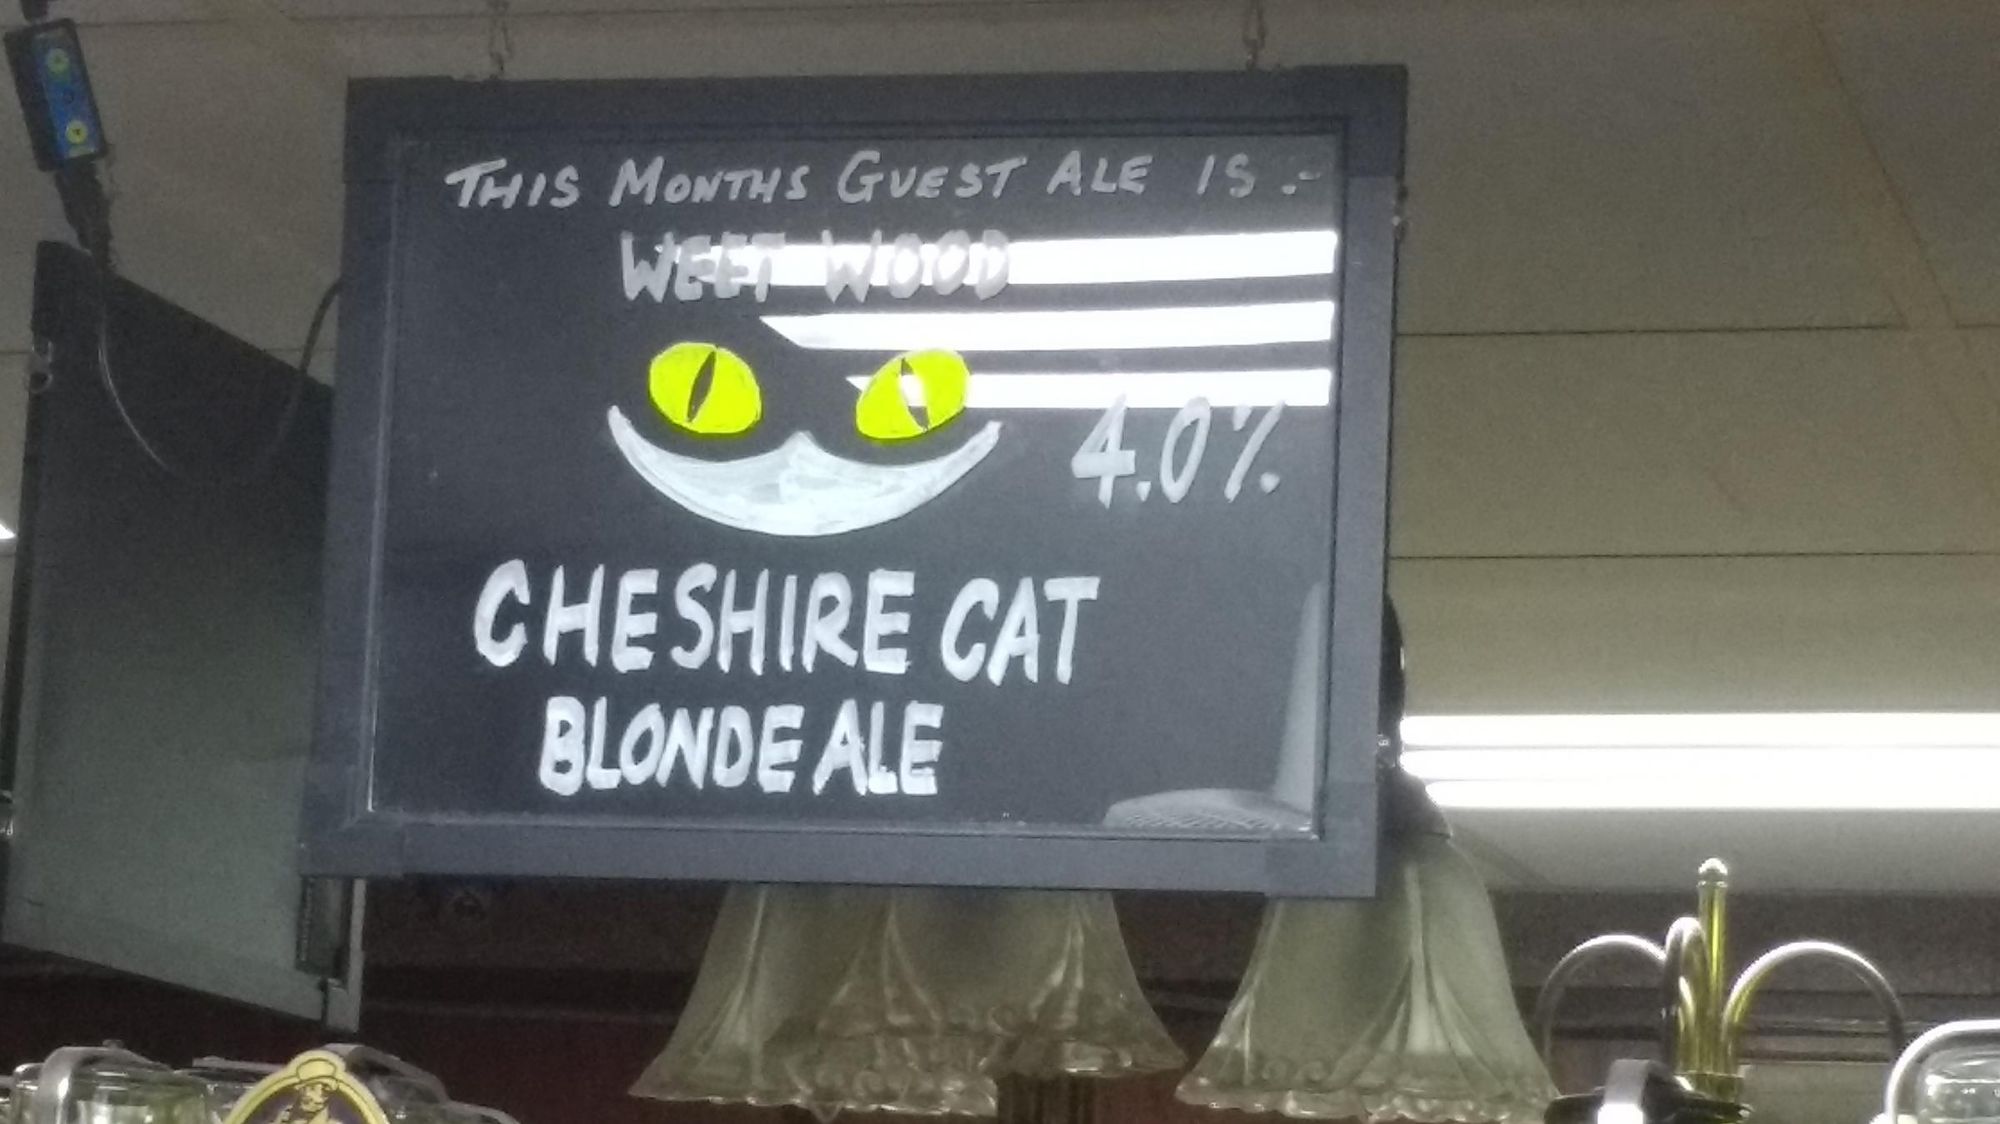 THIS MONTHS GUEST ALE IS :-
WEET WOOD
4.0%
CHESHIRE CAT
BLONDE ALE